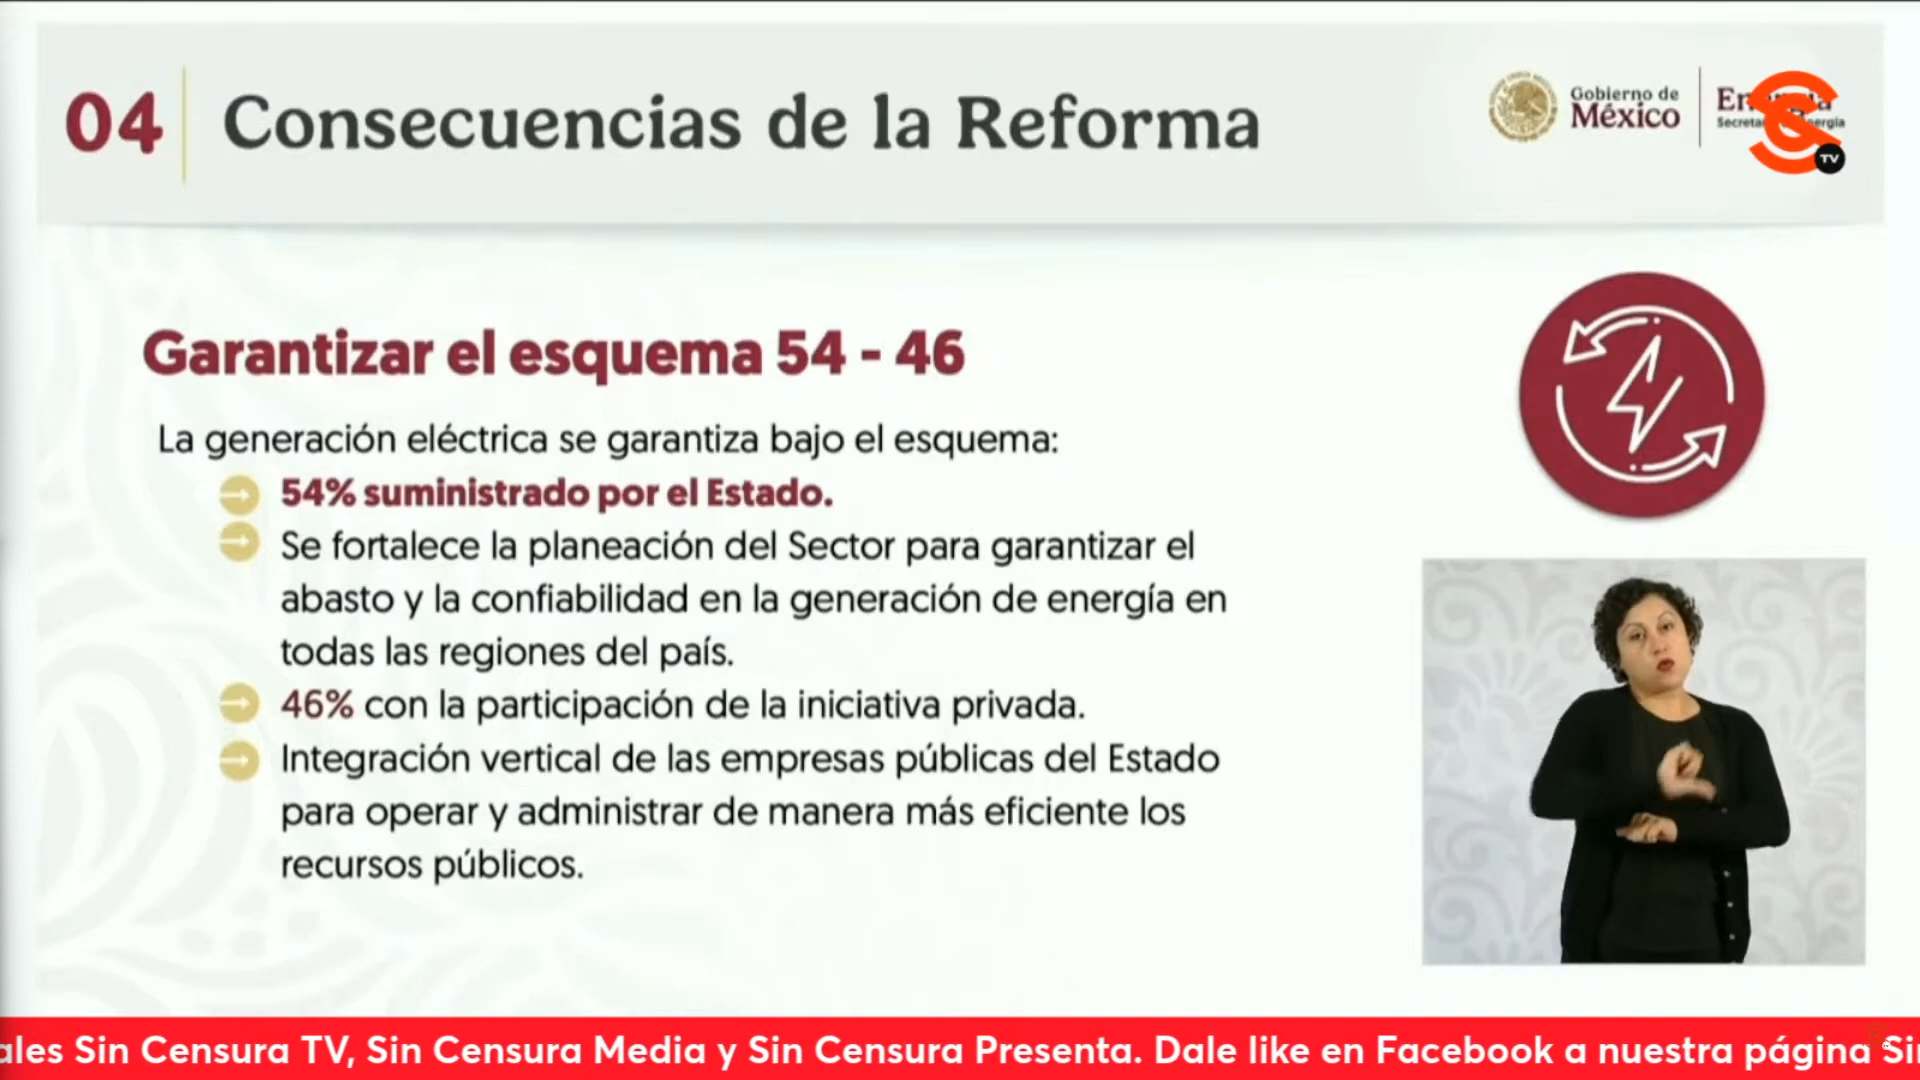 04
Consecuencias de la Reforma
Gobierno de
México
TV
Garantizar el esquema 54 - 46
La generación eléctrica se garantiza bajo el esquema:
54% suministrado por el Estado.
Se fortalece la planeación del Sector para garantizar el
abasto y la confiabilidad en la generación de energía en
todas las regiones del país.
46% con la participación de la iniciativa privada.
Integración vertical de las empresas públicas del Estado
para operar y administrar de manera más eficiente los
recursos públicos.
ales Sin Censura TV, Sin Censura Media y Sin Censura Presenta. Dale like en Facebook a nuestra página Si